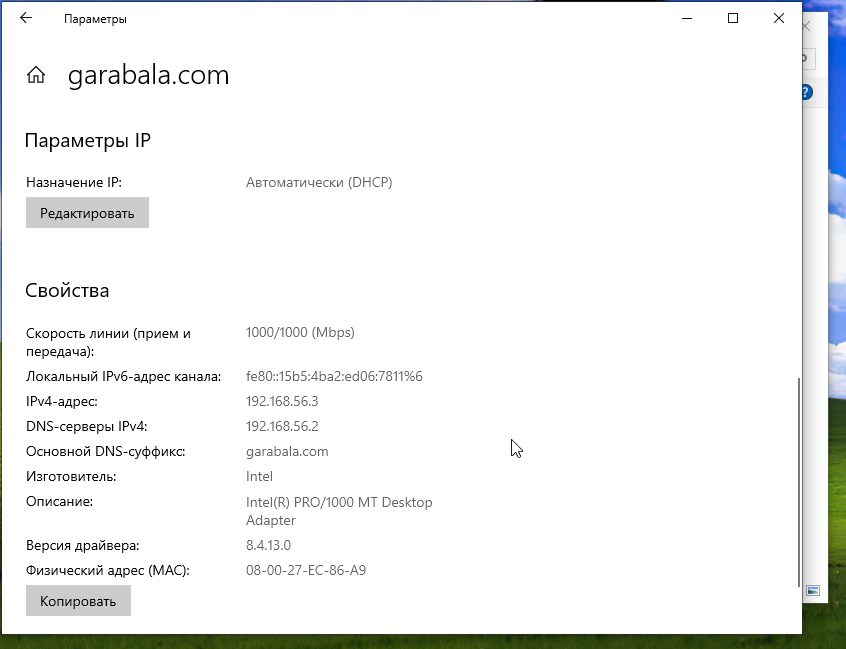 Параметры
garabala.com
Параметры IP
Назначение IP: Автоматически (DHCP)
Редактировать
Свойства
Скорость линии (прием и 1000/1000 (Mbps)
передача):
Локальный IPv6-адрес канала: fe80::15b5:4ba2:ed06:7811%6
IPv4-адрес: 192.168.56.3
DNS-серверы IPv4: 192.168.56.2
Основной DNS-суффикс: garabala.com
Изготовитель: Intel
Описание: Intel(R) PRO/1000 MT Desktop
Adapter
Версия драйвера: 8.4.13.0
Физический адрес (MAC): 08-00-27-EC-86-A9
Копировать